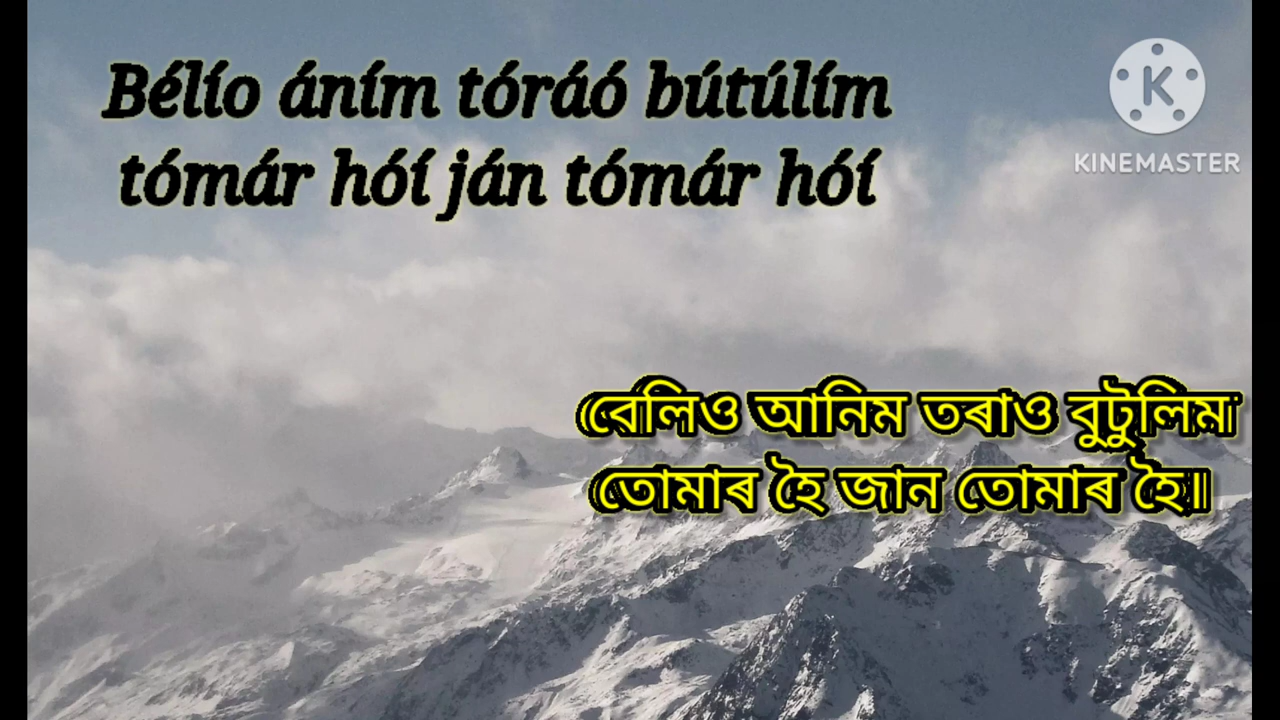 Bélío áním tóráó bútúlím
tómár hóí ján tómár hóí
KINEMASTER
বেলিও আনিম তৰাও বুটুলিম
তোমাৰ হৈ জান তোমাৰ হৈ॥